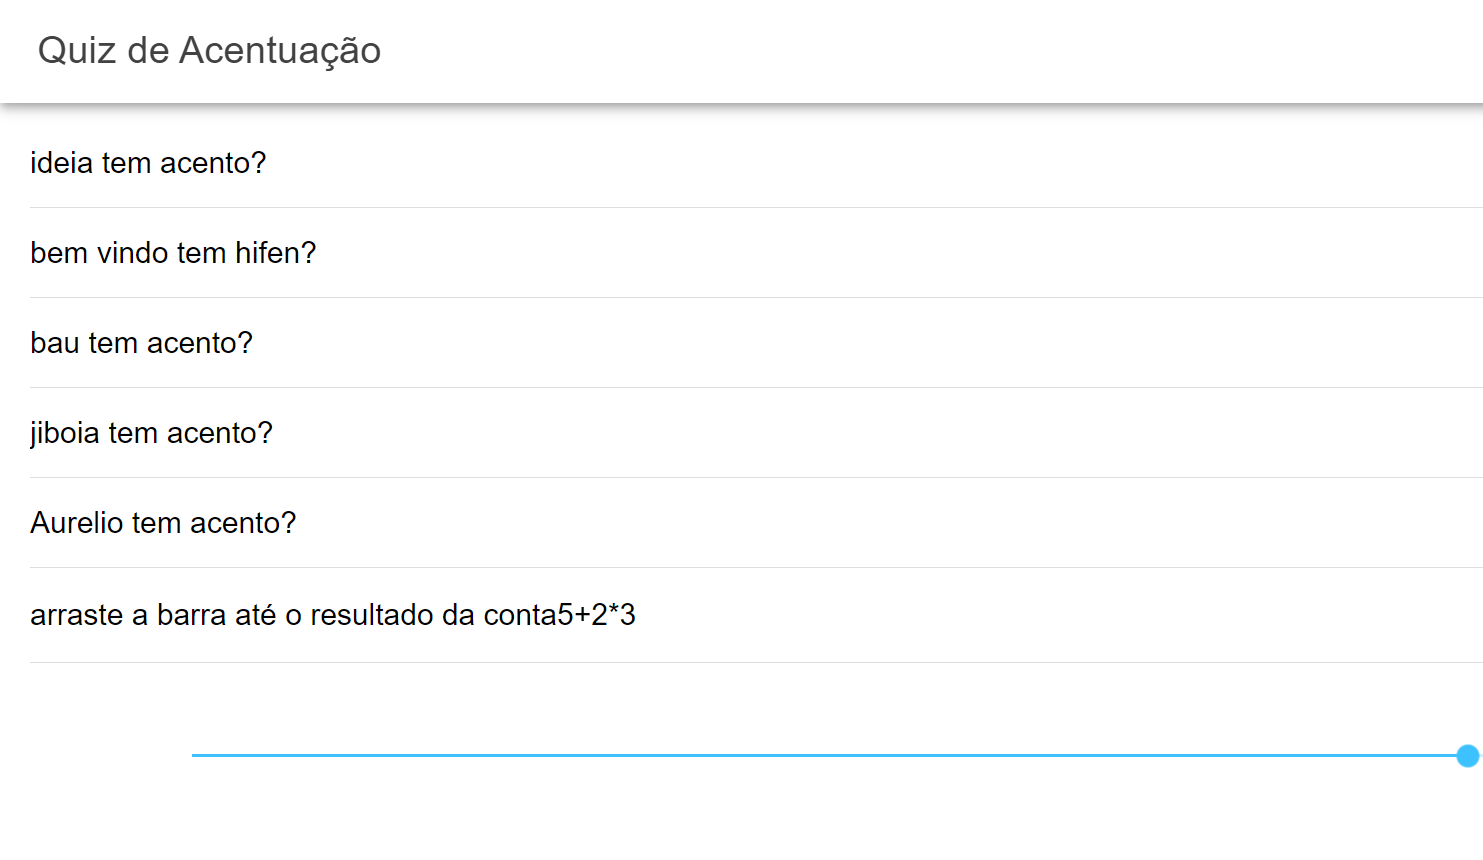 Quiz de Acentuação
ideia tem acento?
bem vindo tem hifen?
bau tem acento?
jiboia tem acento?
Aurelio tem acento?
arraste a barra até o resultado da conta5+2*3